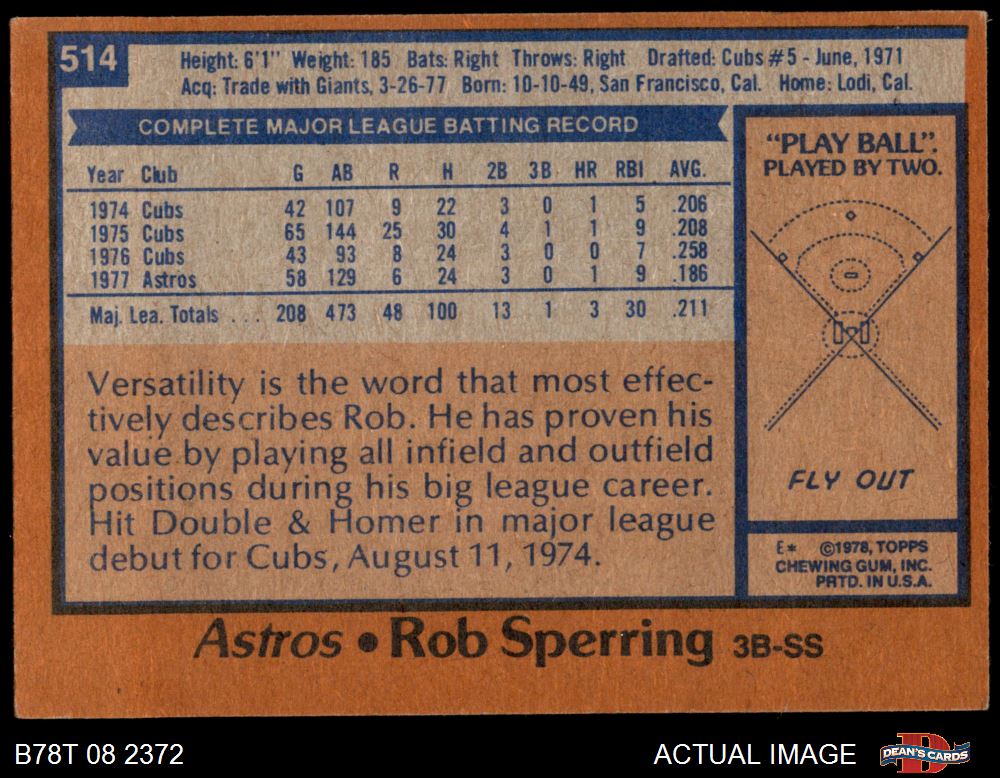 514
Height: 6'1" Weight: 185 Bats: Right Throws: Right Drafted: Cubs #5 - June, 1971
Acq: Trade with Giants, 3-26-77 Born: 10-10-49, San Francisco, Cal. Home: Lodi, Cal.
COMPLETE MAJOR LEAGUE BATTING RECORD
Year Club G AB R H 2B 3B HR RBI AVG.
1974 Cubs 42 107 9 22 3 0 1 5 .206
1975 Cubs 65 144 25 30 4 1 1 9 .208
1976 Cubs 43 93 8 24 3 0 0 7 .258
1977 Astros 58 129 6 24 3 0 1 9 .186
Maj. Lea. Totals . . . 208 473 48 100 13 1 3 30 .211
Versatility is the word that most effec-
tively describes Rob. He has proven his
value by playing all infield and outfield
positions during his big league career.
Hit Double & Homer in major league
debut for Cubs, August 11, 1974.
"PLAY BALL".
PLAYED BY TWO.
FLY OUT
E* ©1978, TOPPS
CHEWING GUM, INC.
PRTD. IN U.S.A.
Astros • Rob Sperring 3B-SS
B78T 08 2372
ACTUAL IMAGE
D
DEAN'S CARDS